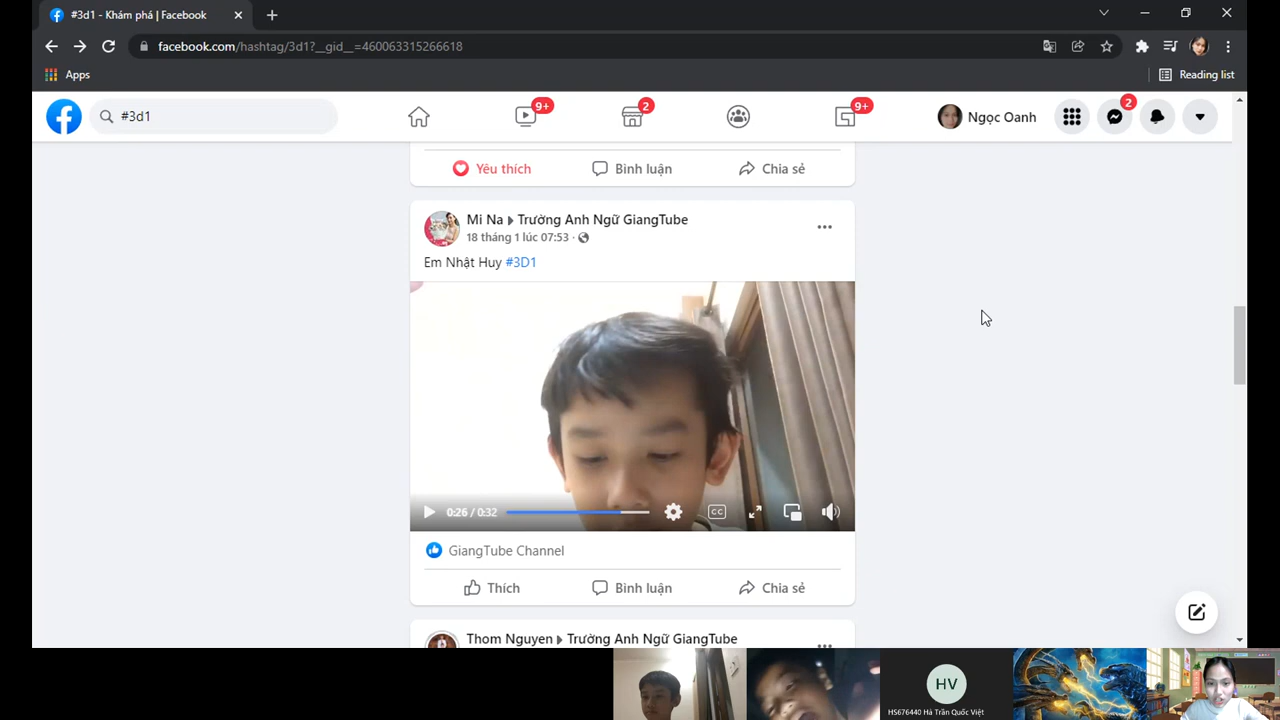 #3d1 - Khám phá | Facebook
facebook.com/hashtag/3d1?__gid__=460063315266618
Apps
Reading list
#3d1
9+
2
9+
Ngọc Oanh
2
Yêu thích
Bình luận
Chia sẻ
Mi Na Trường Anh Ngữ GiangTube
18 tháng 1 lúc 07:53 ·
Em Nhật Huy #3D1
0:26 / 0:32
CC
GiangTube Channel
Thích
Bình luận
Chia sẻ
Thom Nguyen Trường Anh Ngữ GiangTube
HV
HS676440 Hà Trần Quốc Việt